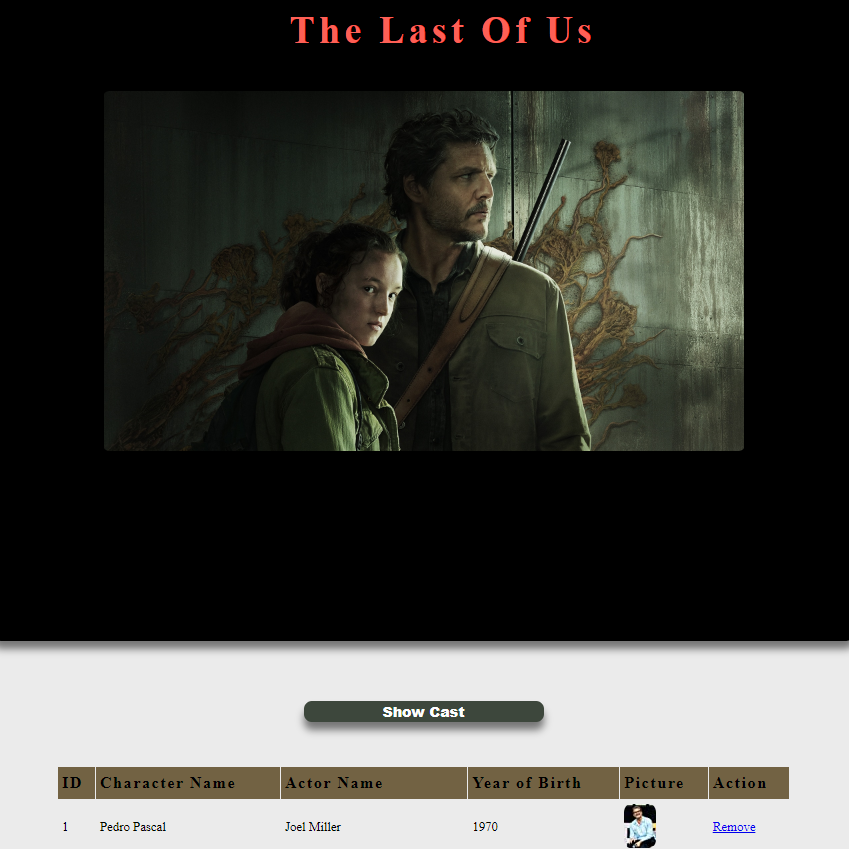 The Last Of Us
Show Cast
ID Character Name Actor Name Year of Birth Picture Action
1 Pedro Pascal Joel Miller 1970 Remove